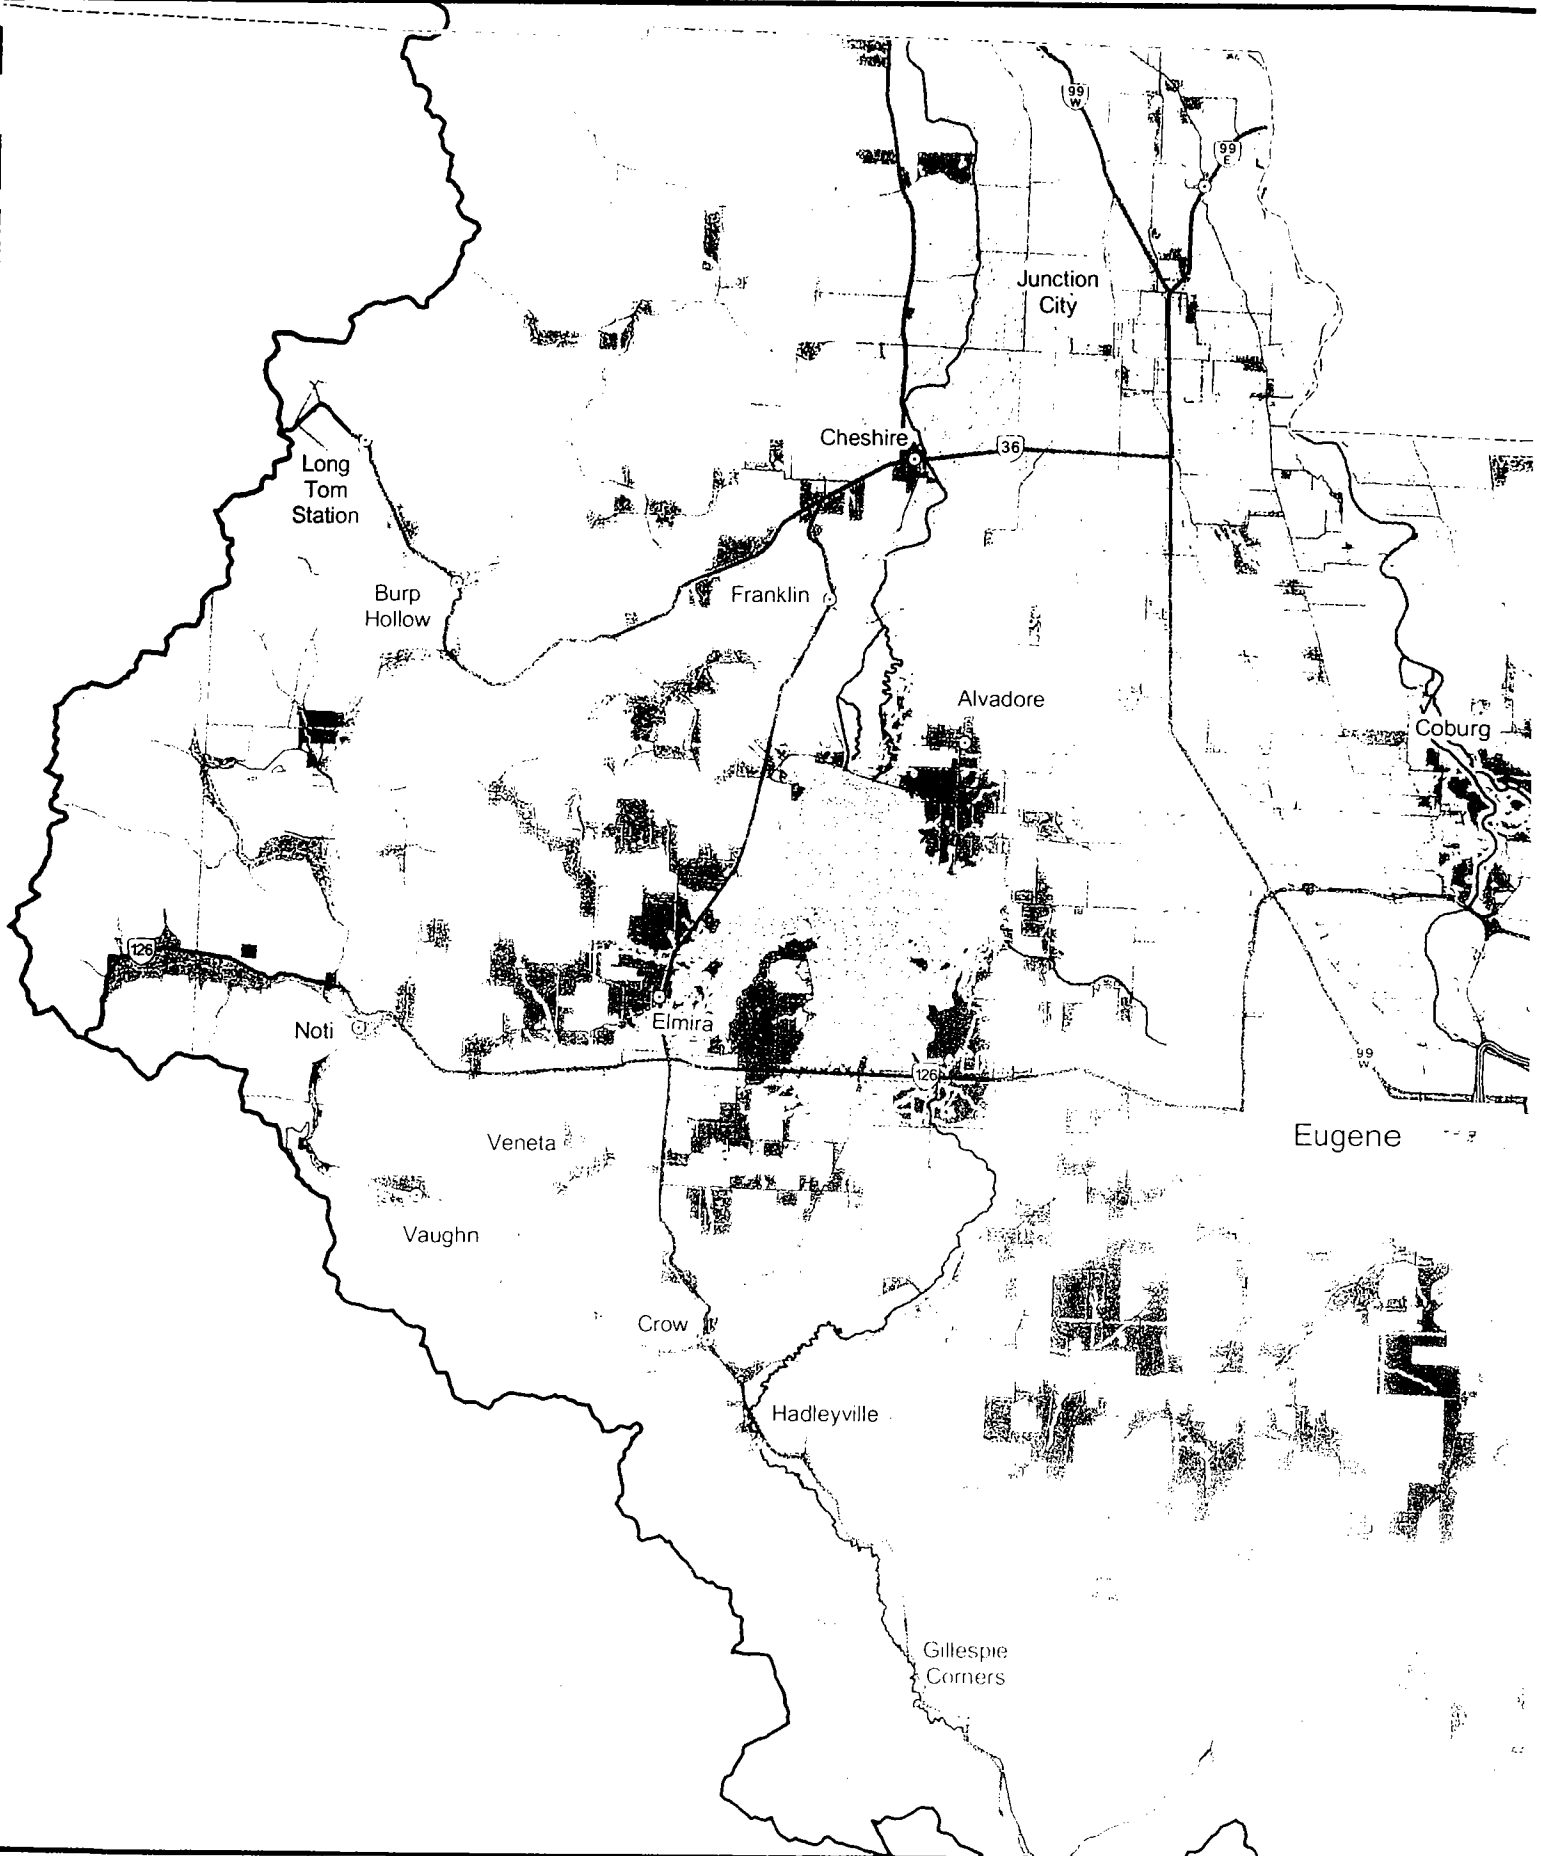 99
W
99
E
Junction
City
Cheshire
36
Long
Tom
Station
Burp
Hollow
Franklin
Alvadore
Coburg
126
Noti
Elmira
126
99
W
Eugene
Veneta
Vaughn
Crow
Hadleyville
Gillespie
Corners